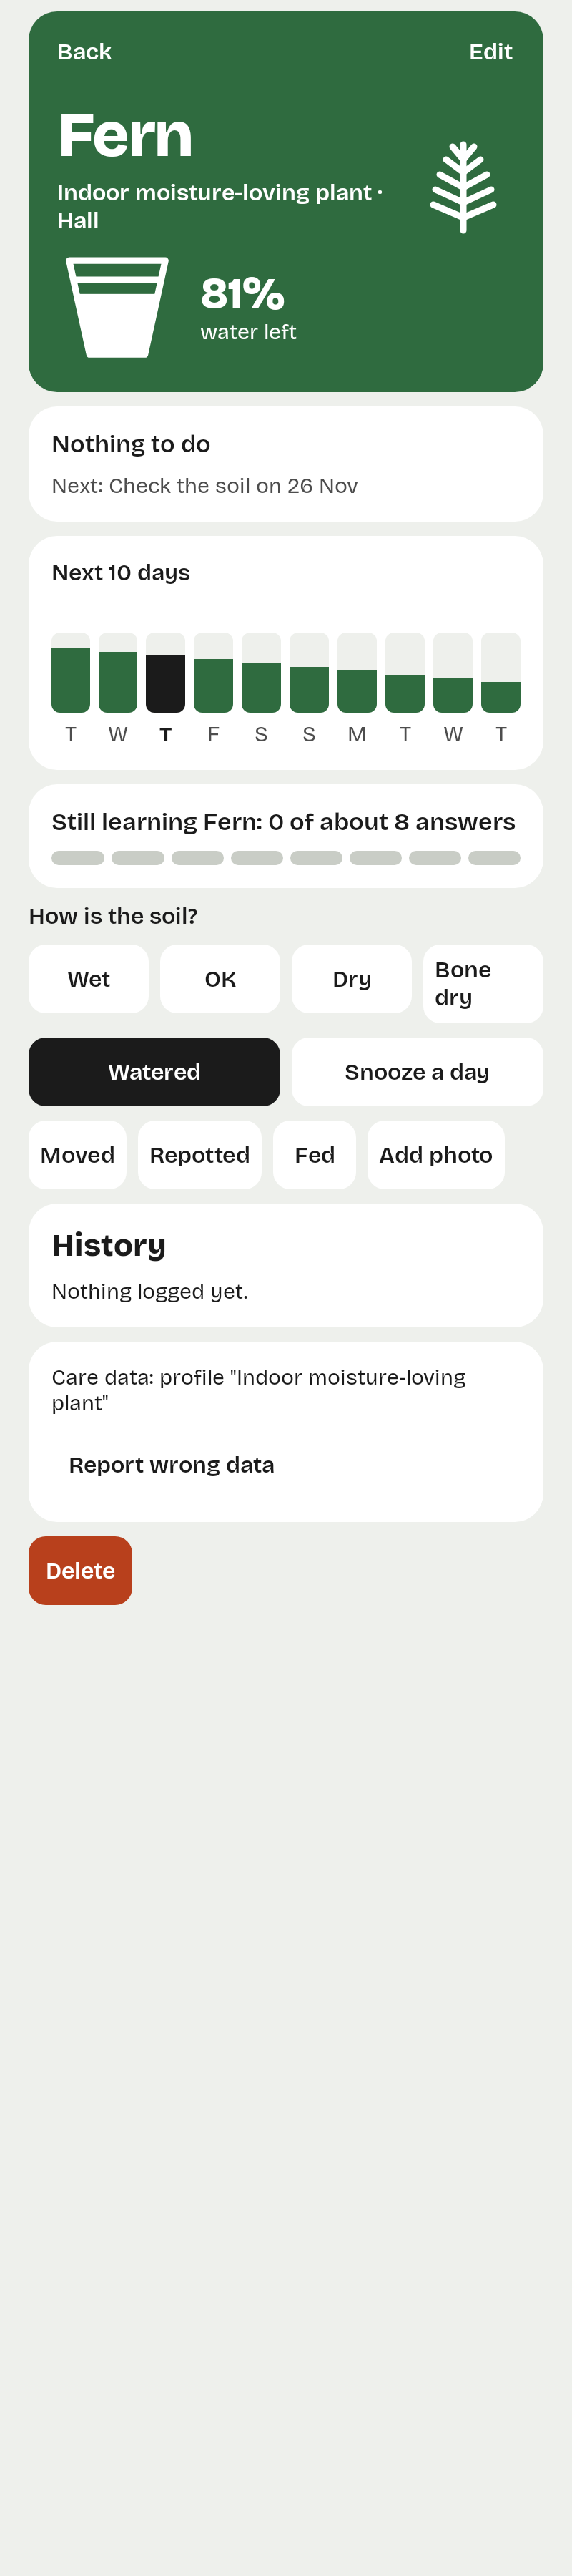 Back Edit
Fern
Indoor moisture-loving plant ·
Hall
81%
water left
Nothing to do
Next: Check the soil on 26 Nov
Next 10 days
T W T F S S M T W T
Still learning Fern: 0 of about 8 answers
How is the soil?
Wet OK Dry Bone
dry
Watered Snooze a day
Moved Repotted Fed Add photo
History
Nothing logged yet.
Care data: profile "Indoor moisture-loving
plant"
Report wrong data
Delete